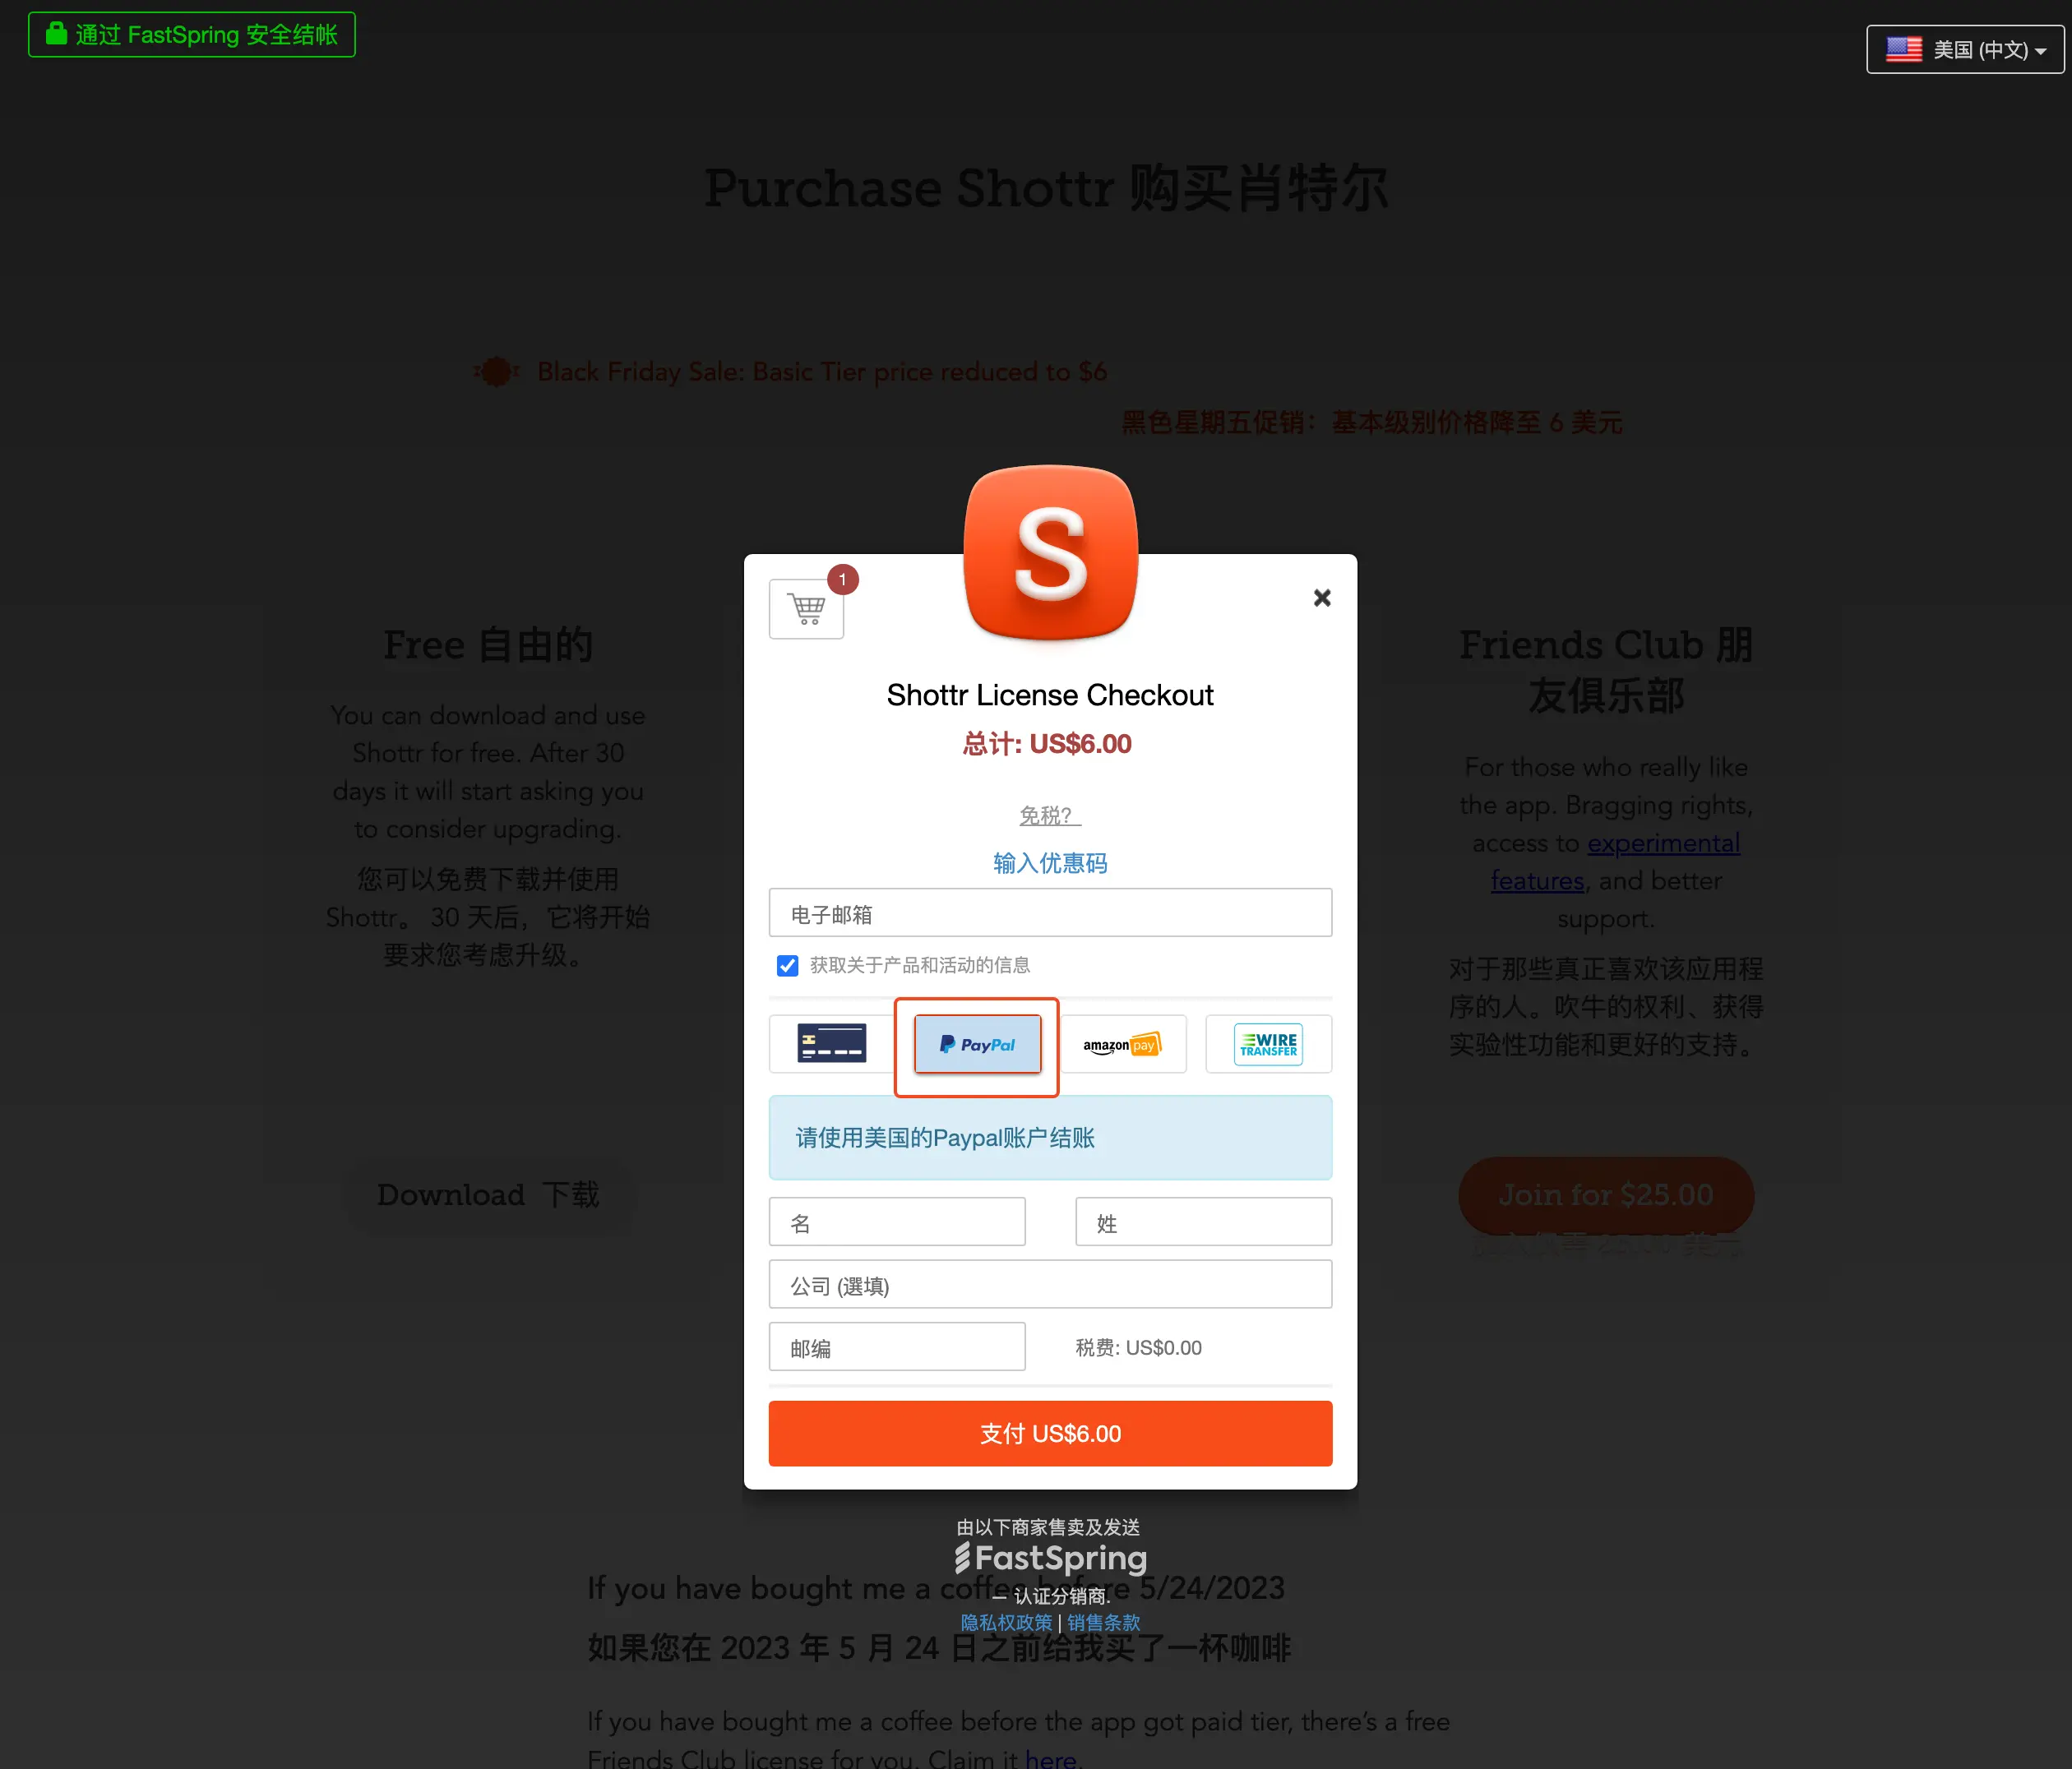 通过 FastSpring 安全结帐
美国 (中文)
Purchase Shottr 购买肖特尔
Black Friday Sale: Basic Tier price reduced to $6
黑色星期五促销：基本级别价格降至 6 美元
S
1
Free 自由的
You can download and use
Shottr for free. After 30
days it will start asking you
to consider upgrading.
您可以免费下载并使用
Shottr。 30 天后，它将开始
要求您考虑升级。
Download 下载
Shottr License Checkout
总计: US$6.00
免税?
输入优惠码
电子邮箱
获取关于产品和活动的信息
PayPal
amazon pay
WIRE
TRANSFER
请使用美国的Paypal账户结账
名
姓
公司 (選填)
邮编
税费: US$0.00
支付 US$6.00
Friends Club 朋
友俱乐部
For those who really like
the app. Bragging rights,
access to experimental
features, and better
support.
对于那些真正喜欢该应用程
序的人。吹牛的权利、获得
实验性功能和更好的支持。
Join for $25.00
由以下商家售卖及发送
FastSpring
– 认证分销商.
隐私权政策 | 销售条款
If you have bought me a coffee before 5/24/2023
如果您在 2023 年 5 月 24 日之前给我买了一杯咖啡
If you have bought me a coffee before the app got paid tier, there's a free
Friends Club license for you. Claim it here.